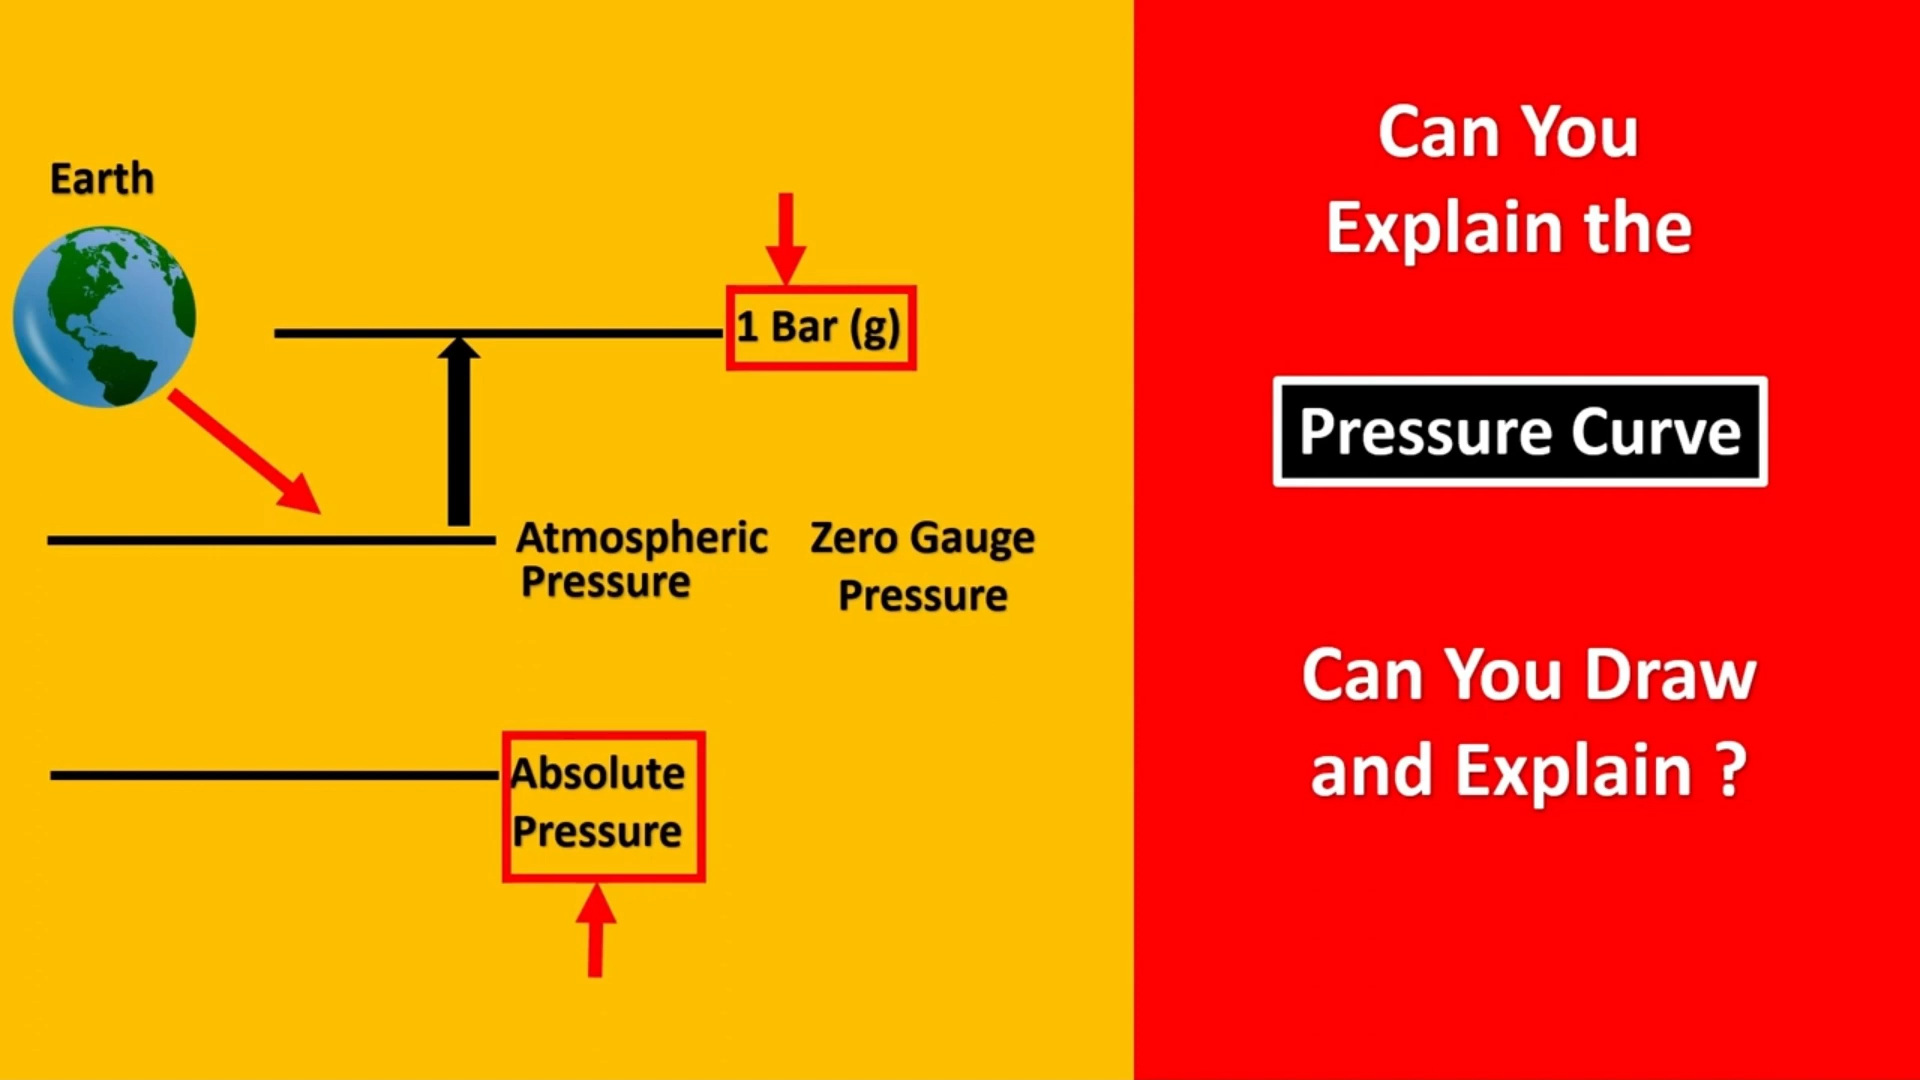 Earth
1 Bar (g)
Atmospheric
Pressure
Zero Gauge
Pressure
Absolute
Pressure
Can You
Explain the
Pressure Curve
Can You Draw
and Explain ?